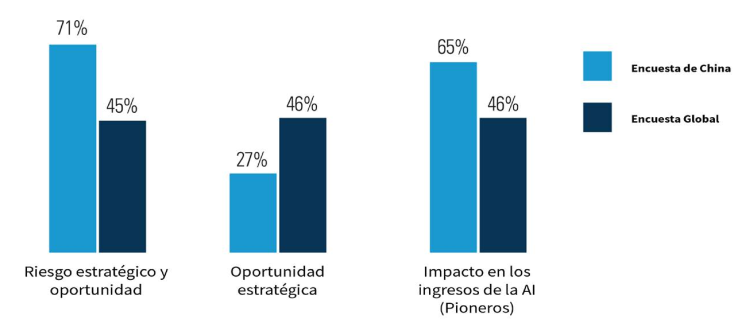 71%
45%
27%
46%
65%
46%
Encuesta de China
Encuesta Global
Riesgo estratégico y
oportunidad
Oportunidad
estratégica
Impacto en los
ingresos de la AI
(Pioneros)